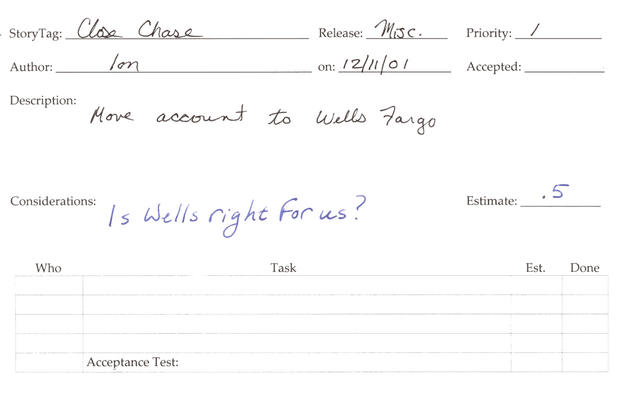 StoryTag: Close Chase Release: Misc. Priority: 1
Author: Ion on: 12/11/01 Accepted:
Description:
Move account to Wells Fargo
Considerations: Is Wells right for us? Estimate: .5
Who Task Est. Done
Acceptance Test: